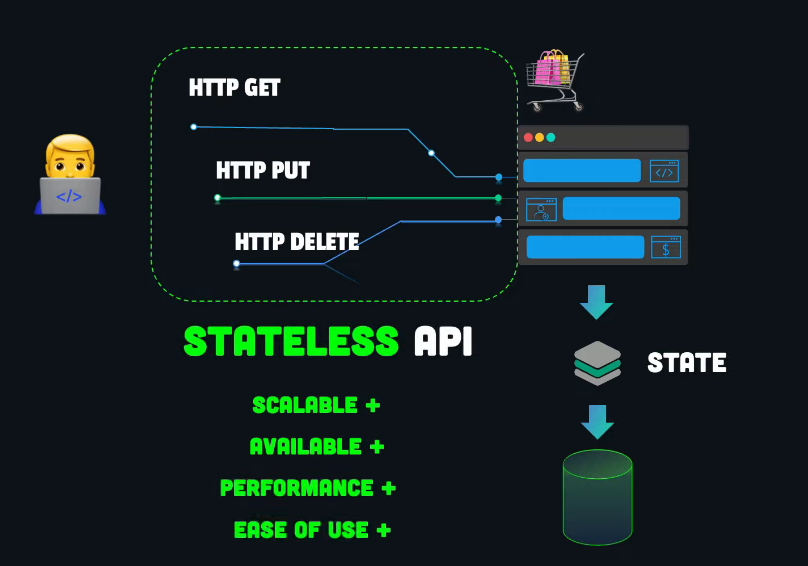 HTTP GET
HTTP PUT
HTTP DELETE
</>
</>
$
STATELESS API
STATE
SCALABLE +
AVAILABLE +
PERFORMANCE +
EASE OF USE +